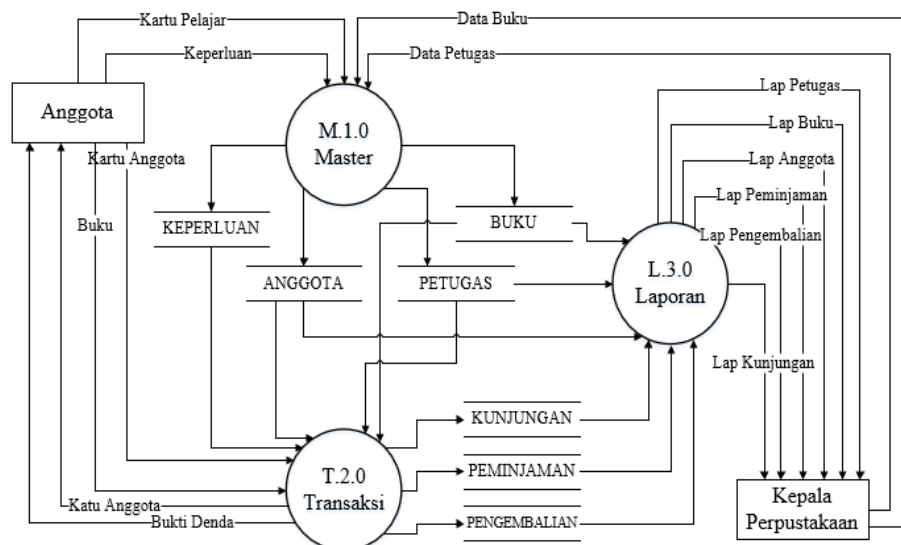 Kartu Pelajar
Data Buku
Keperluan
Data Petugas
Anggota
M.1.0
Master
Lap Petugas
Lap Buku
Kartu Anggota
Lap Anggota
Lap Peminjaman
Buku
KEPERLUAN
BUKU
Lap Pengembalian
ANGGOTA
PETUGAS
L.3.0
Laporan
Lap Kunjungan
KUNJUNGAN
T.2.0
Transaksi
PEMINJAMAN
Katu Anggota
Bukti Denda
PENGEMBALIAN
Kepala
Perpustakaan